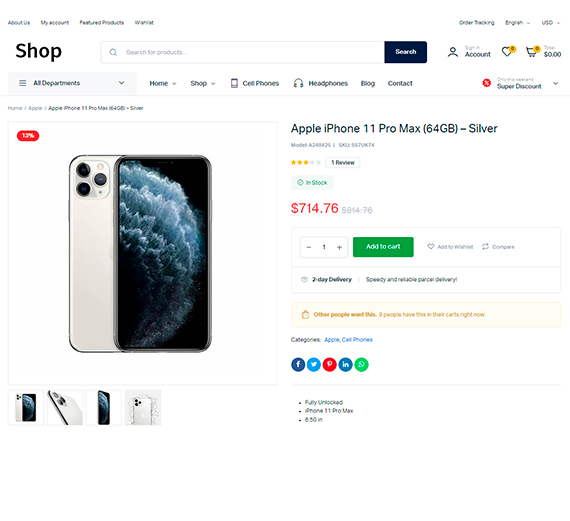 About Us My account Featured Products Wishlist Order Tracking English USD
Shop Search for products... Search Sign in Account 0 0 Total $0.00
All Departments Home Shop Cell Phones Headphones Blog Contact % Only this weekend Super Discount
Home / Apple / Apple iPhone 11 Pro Max (64GB) – Silver
13%
Apple iPhone 11 Pro Max (64GB) – Silver
Model: A248425 | SKU: S57UK74
1 Review
In Stock
$714.76 $814.76
− 1 + Add to cart Add to Wishlist Compare
2-day Delivery | Speedy and reliable parcel delivery!
Other people want this. 9 people have this in their carts right now.
Categories: Apple, Cell Phones
Fully Unlocked
iPhone 11 Pro Max
6.50 in